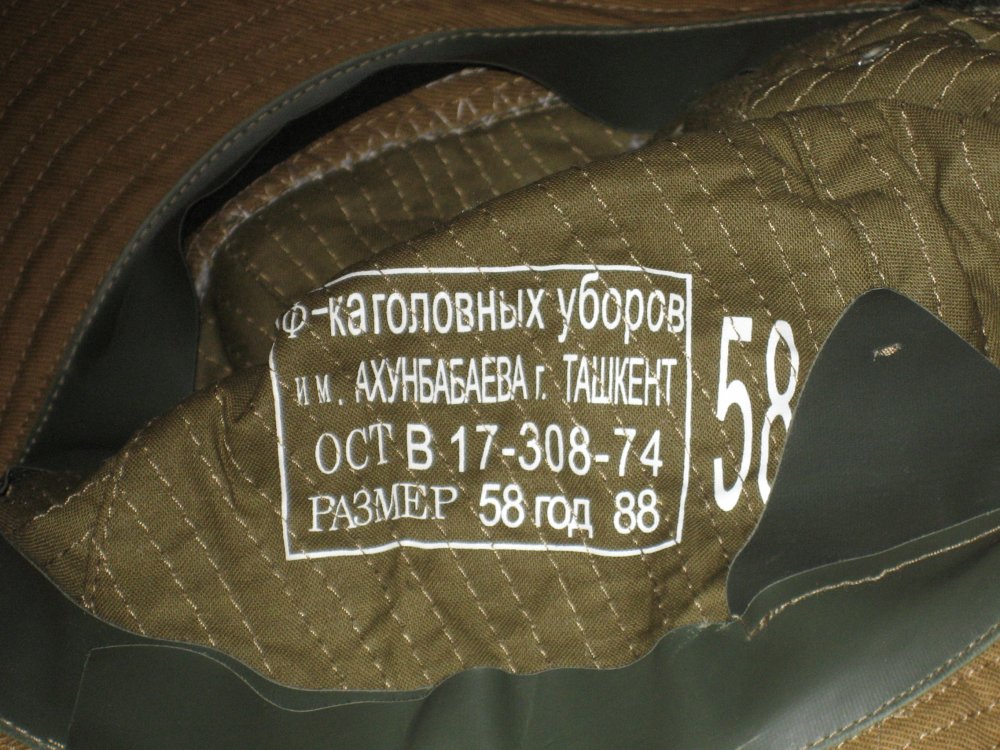 Ф-ка головных уборов
им. АХУНБАБАЕВА г. ТАШКЕНТ
ОСТ В 17-308-74
РАЗМЕР 58 год 88
58